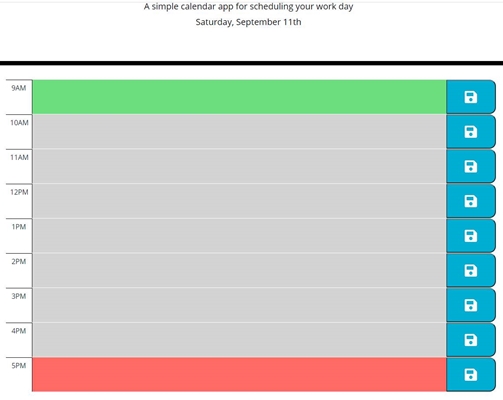 A simple calendar app for scheduling your work day
Saturday, September 11th
9AM
10AM
11AM
12PM
1PM
2PM
3PM
4PM
5PM